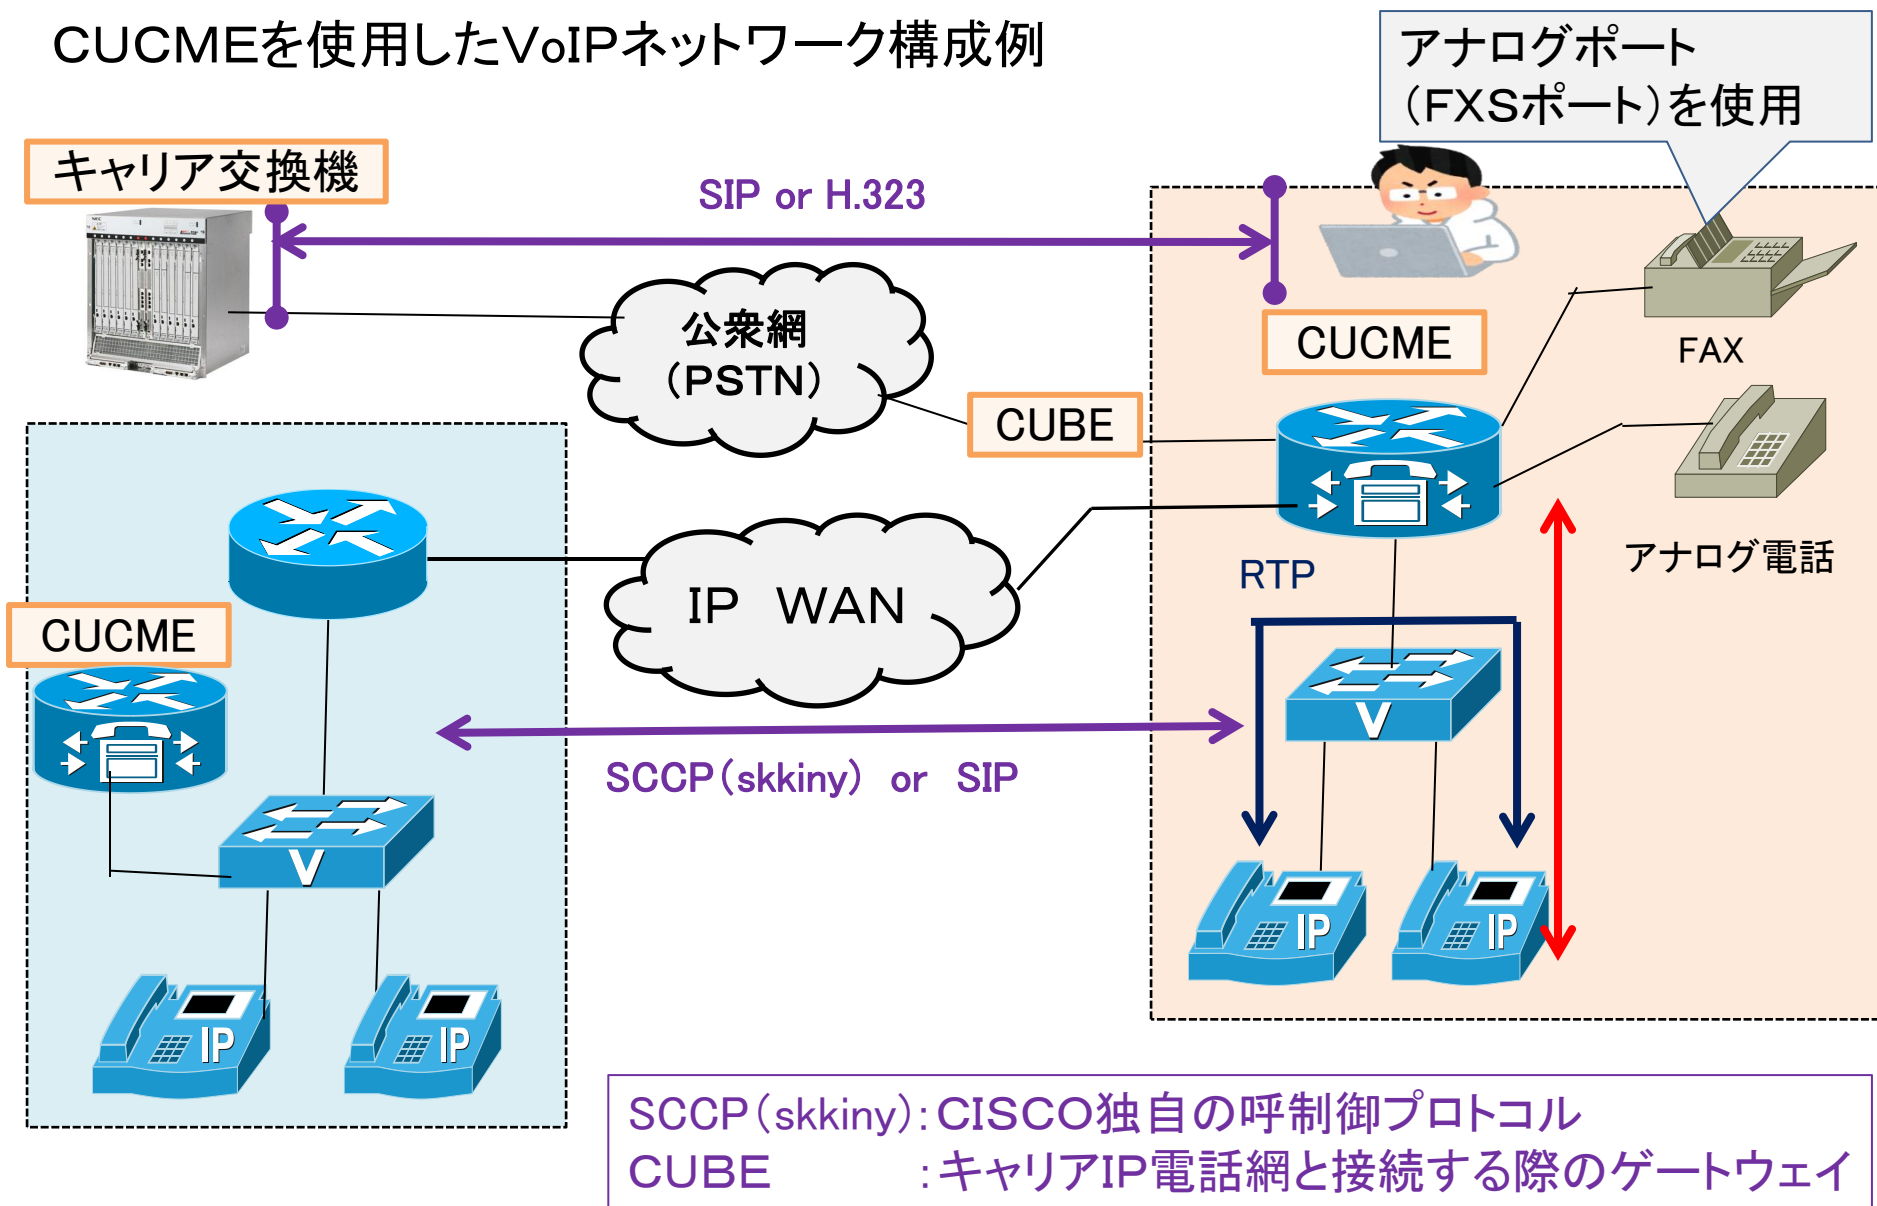 CUCMEを使用したVoIPネットワーク構成例
アナログポート
（FXSポート）を使用
キャリア交換機
SIP or H.323
公衆網
（PSTN）
CUCME
FAX
CUBE
アナログ電話
RTP
IP　WAN
CUCME
V
SCCP（skkiny）　or　SIP
V
IP
IP
IP
IP
SCCP（skkiny）：CISCO独自の呼制御プロトコル
CUBE　　　　：キャリアIP電話網と接続する際のゲートウェイ